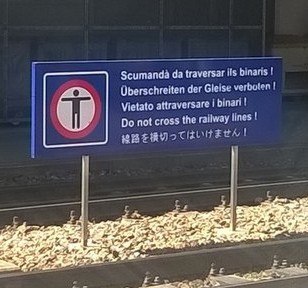 Scumandà da traversar ils binaris !
Überschreiten der Gleise verboten !
Vietato attraversare i binari !
Do not cross the railway lines !
線路を横切ってはいけません！